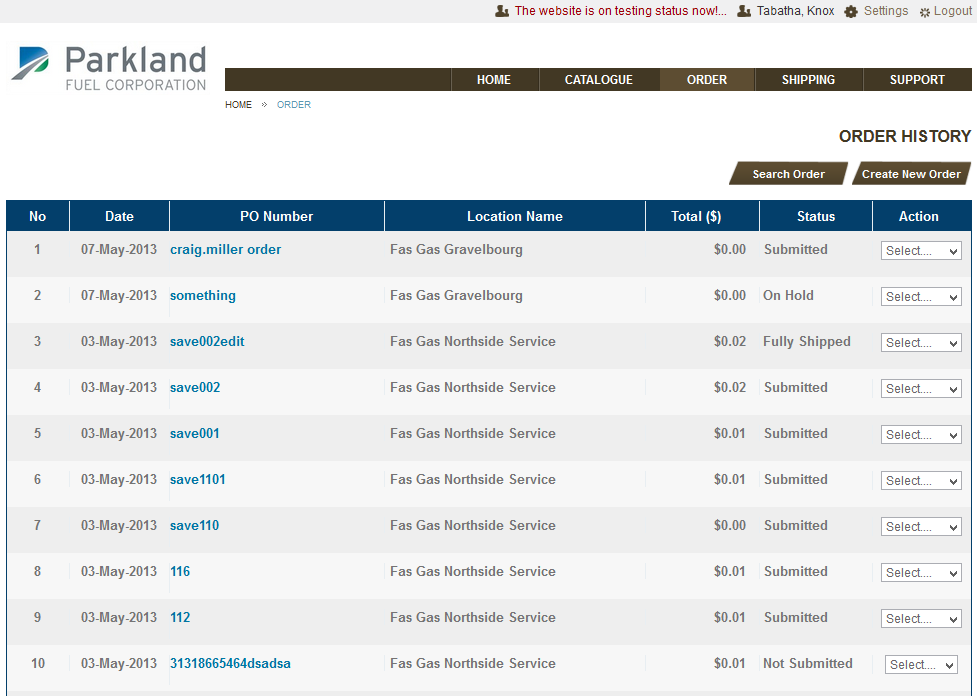 The website is on testing status now!... Tabatha, Knox Settings Logout
Parkland
FUEL CORPORATION
HOME CATALOGUE ORDER SHIPPING SUPPORT
HOME » ORDER
ORDER HISTORY
Search Order Create New Order
No Date PO Number Location Name Total ($) Status Action
1 07-May-2013 craig.miller order Fas Gas Gravelbourg $0.00 Submitted Select....
2 07-May-2013 something Fas Gas Gravelbourg $0.00 On Hold Select....
3 03-May-2013 save002edit Fas Gas Northside Service $0.02 Fully Shipped Select....
4 03-May-2013 save002 Fas Gas Northside Service $0.02 Submitted Select....
5 03-May-2013 save001 Fas Gas Northside Service $0.01 Submitted Select....
6 03-May-2013 save1101 Fas Gas Northside Service $0.01 Submitted Select....
7 03-May-2013 save110 Fas Gas Northside Service $0.00 Submitted Select....
8 03-May-2013 116 Fas Gas Northside Service $0.01 Submitted Select....
9 03-May-2013 112 Fas Gas Northside Service $0.01 Submitted Select....
10 03-May-2013 31318665464dsadsa Fas Gas Northside Service $0.01 Not Submitted Select....